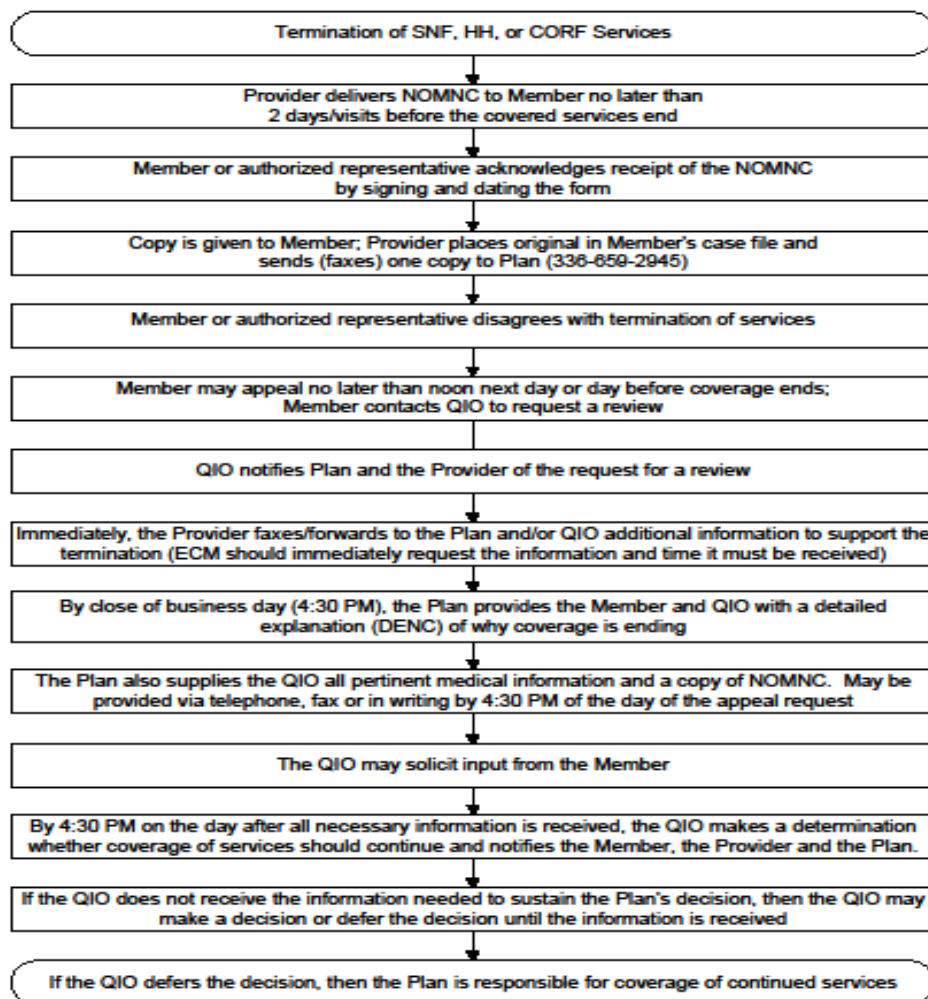 Termination of SNF, HH, or CORF Services
Provider delivers NOMNC to Member no later than
2 days/visits before the covered services end
Member or authorized representative acknowledges receipt of the NOMNC
by signing and dating the form
Copy is given to Member; Provider places original in Member's case file and
sends (faxes) one copy to Plan (336-659-2945)
Member or authorized representative disagrees with termination of services
Member may appeal no later than noon next day or day before coverage ends;
Member contacts QIO to request a review
QIO notifies Plan and the Provider of the request for a review
Immediately, the Provider faxes/forwards to the Plan and/or QIO additional information to support the
termination (ECM should immediately request the information and time it must be received)
By close of business day (4:30 PM), the Plan provides the Member and QIO with a detailed
explanation (DENC) of why coverage is ending
The Plan also supplies the QIO all pertinent medical information and a copy of NOMNC. May be
provided via telephone, fax or in writing by 4:30 PM of the day of the appeal request
The QIO may solicit input from the Member
By 4:30 PM on the day after all necessary information is received, the QIO makes a determination
whether coverage of services should continue and notifies the Member, the Provider and the Plan.
If the QIO does not receive the information needed to sustain the Plan's decision, then the QIO may
make a decision or defer the decision until the information is received
If the QIO defers the decision, then the Plan is responsible for coverage of continued services